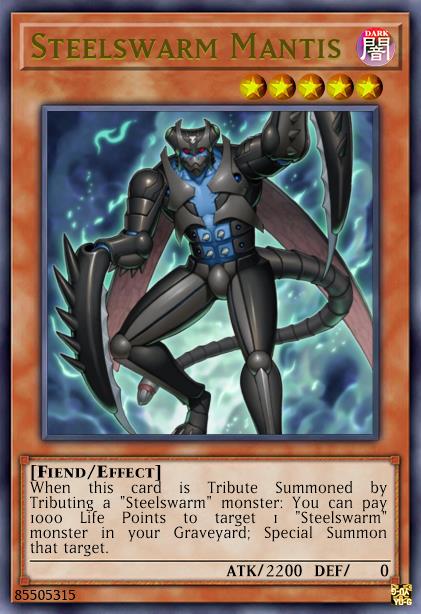 STEELSWARM MANTIS
DARK
闇
[FIEND/EFFECT]
When this card is Tribute Summoned by
Tributing a "Steelswarm" monster: You can pay
1000 Life Points to target 1 "Steelswarm"
monster in your Graveyard; Special Summon
that target.
ATK/2200 DEF/ 0
85505315